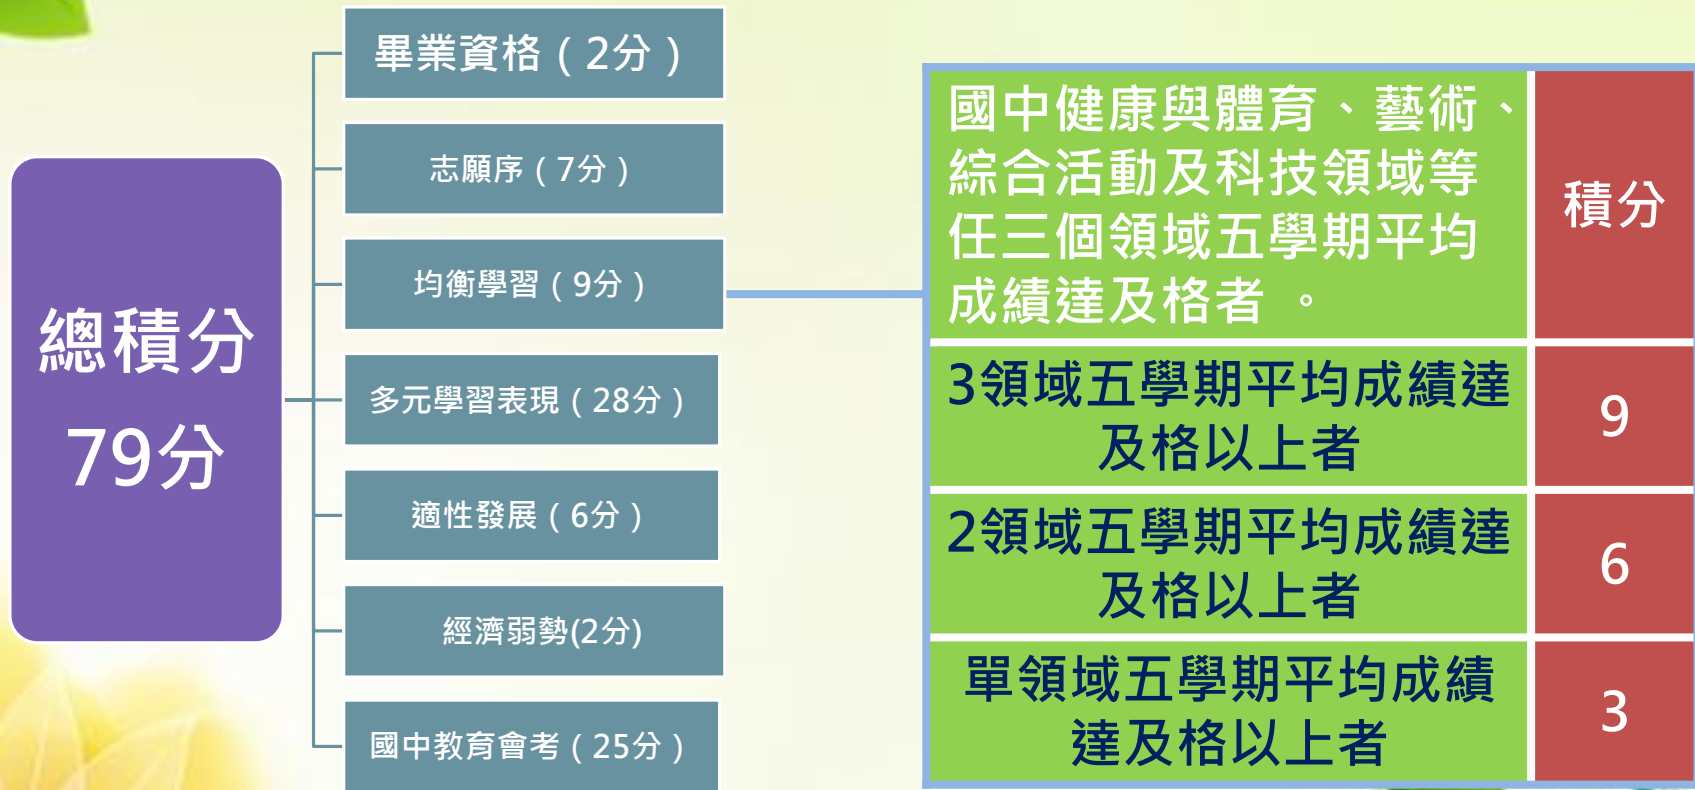 總積分
79分
畢業資格（2分）
志願序（7分）
均衡學習（9分）
多元學習表現（28分）
適性發展（6分）
經濟弱勢(2分)
國中教育會考（25分）
國中健康與體育、藝術、
綜合活動及科技領域等
任三個領域五學期平均
成績達及格者 。
積分
3領域五學期平均成績達
及格以上者
9
2領域五學期平均成績達
及格以上者
6
單領域五學期平均成績
達及格以上者
3